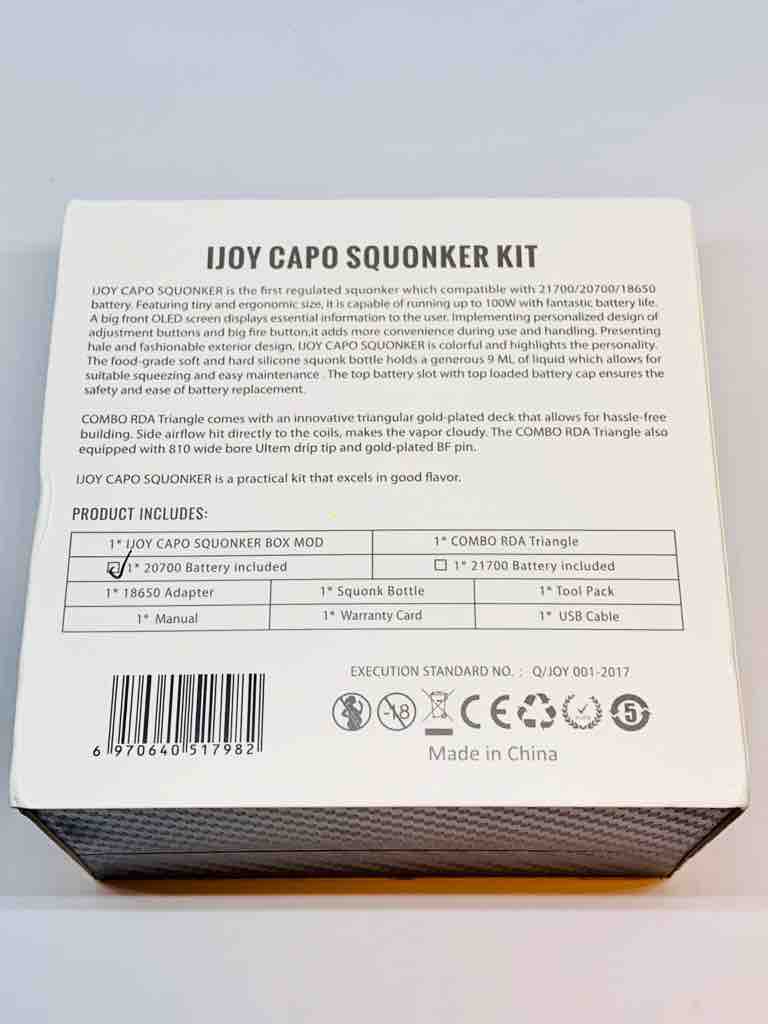 IJOY CAPO SQUONKER KIT
IJOY CAPO SQUONKER is the first regulated squonker which compatible with 21700/20700/18650
battery. Featuring tiny and ergonomic size, it is capable of running up to 100W with fantastic battery life.
A big front OLED screen displays essential information to the user. Implementing personalized design of
adjustment buttons and big fire button,it adds more convenience during use and handling. Presenting
hale and fashionable exterior design, IJOY CAPO SQUONKER is colorful and highlights the personality.
The food-grade soft and hard silicone squonk bottle holds a generous 9 ML of liquid which allows for
suitable squeezing and easy maintenance . The top battery slot with top loaded battery cap ensures the
safety and ease of battery replacement.
COMBO RDA Triangle comes with an innovative triangular gold-plated deck that allows for hassle-free
building. Side airflow hit directly to the coils, makes the vapor cloudy. The COMBO RDA Triangle also
equipped with 810 wide bore Ultem drip tip and gold-plated BF pin.
IJOY CAPO SQUONKER is a practical kit that excels in good flavor.
PRODUCT INCLUDES:
1* IJOY CAPO SQUONKER BOX MOD 1* COMBO RDA Triangle
1* 20700 Battery included 1* 21700 Battery included
1* 18650 Adapter 1* Squonk Bottle 1* Tool Pack
1* Manual 1* Warranty Card 1* USB Cable
EXECUTION STANDARD NO. : Q/JOY 001-2017
-18 CE 5
6 970640 517982
Made in China